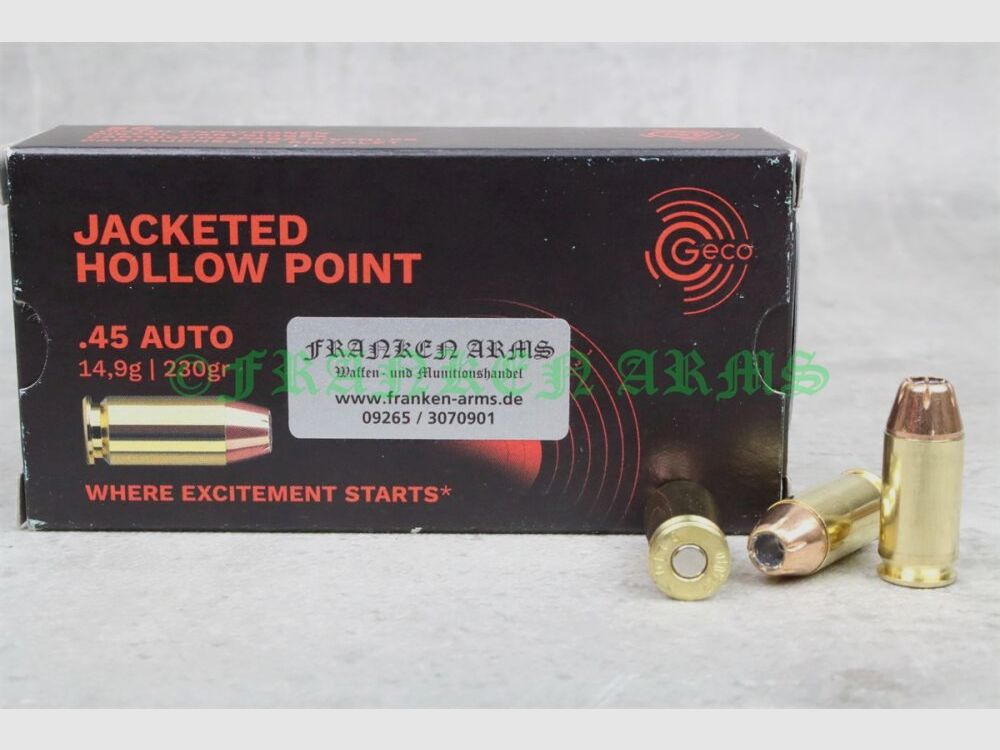 JACKETED
HOLLOW POINT
Geco
.45 AUTO
14,9g | 230gr
FRANKEN ARMS
Waffen- und Munitionshandel
www.franken-arms.de
09265 / 3070901
© FRANKEN ARMS
WHERE EXCITEMENT STARTS*